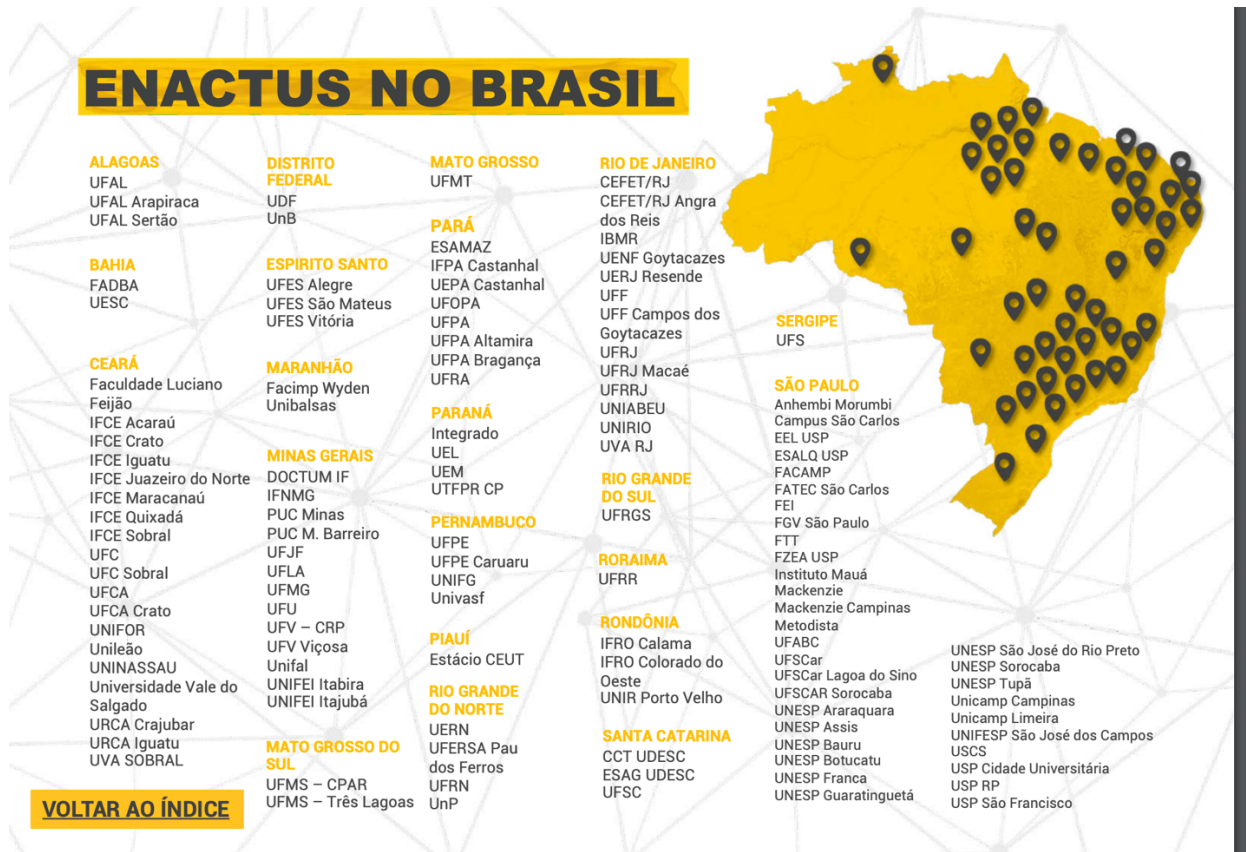 ENACTUS NO BRASIL
ALAGOAS
UFAL
UFAL Arapiraca
UFAL Sertão
BAHIA
FADBA
UESC
CEARÁ
Faculdade Luciano
Feijão
IFCE Acaraú
IFCE Crato
IFCE Iguatu
IFCE Juazeiro do Norte
IFCE Maracanaú
IFCE Quixadá
IFCE Sobral
UFC
UFC Sobral
UFCA
UFCA Crato
UNIFOR
Unileão
UNINASSAU
Universidade Vale do
Salgado
URCA Crajubar
URCA Iguatu
UVA SOBRAL
DISTRITO
FEDERAL
UDF
UnB
ESPIRITO SANTO
UFES Alegre
UFES São Mateus
UFES Vitória
MARANHÃO
Facimp Wyden
Unibalsas
MINAS GERAIS
DOCTUM IF
IFNMG
PUC Minas
PUC M. Barreiro
UFJF
UFLA
UFMG
UFU
UFV – CRP
UFV Viçosa
Unifal
UNIFEI Itabira
UNIFEI Itajubá
MATO GROSSO DO
SUL
UFMS – CPAR
UFMS – Três Lagoas
MATO GROSSO
UFMT
PARÁ
ESAMAZ
IFPA Castanhal
UEPA Castanhal
UFOPA
UFPA
UFPA Altamira
UFPA Bragança
UFRA
PARANÁ
Integrado
UEL
UEM
UTFPR CP
PERNAMBUCO
UFPE
UFPE Caruaru
UNIFG
Univasf
PIAUÍ
Estácio CEUT
RIO GRANDE
DO NORTE
UERN
UFERSA Pau
dos Ferros
UFRN
UnP
RIO DE JANEIRO
CEFET/RJ
CEFET/RJ Angra
dos Reis
IBMR
UENF Goytacazes
UERJ Resende
UFF
UFF Campos dos
Goytacazes
UFRJ
UFRJ Macaé
UFRRJ
UNIABEU
UNIRIO
UVA RJ
RIO GRANDE
DO SUL
UFRGS
RORAIMA
UFRR
RONDÔNIA
IFRO Calama
IFRO Colorado do
Oeste
UNIR Porto Velho
SANTA CATARINA
CCT UDESC
ESAG UDESC
UFSC
SERGIPE
UFS
SÃO PAULO
Anhembi Morumbi
Campus São Carlos
EEL USP
ESALQ USP
FACAMP
FATEC São Carlos
FEI
FGV São Paulo
FTT
FZEA USP
Instituto Mauá
Mackenzie
Mackenzie Campinas
Metodista
UFABC
UFSCar
UFSCar Lagoa do Sino
UFSCAR Sorocaba
UNESP Araraquara
UNESP Assis
UNESP Bauru
UNESP Botucatu
UNESP Franca
UNESP Guaratinguetá
UNESP São José do Rio Preto
UNESP Sorocaba
UNESP Tupã
Unicamp Campinas
Unicamp Limeira
UNIFESP São José dos Campos
USCS
USP Cidade Universitária
USP RP
USP São Francisco
VOLTAR AO ÍNDICE